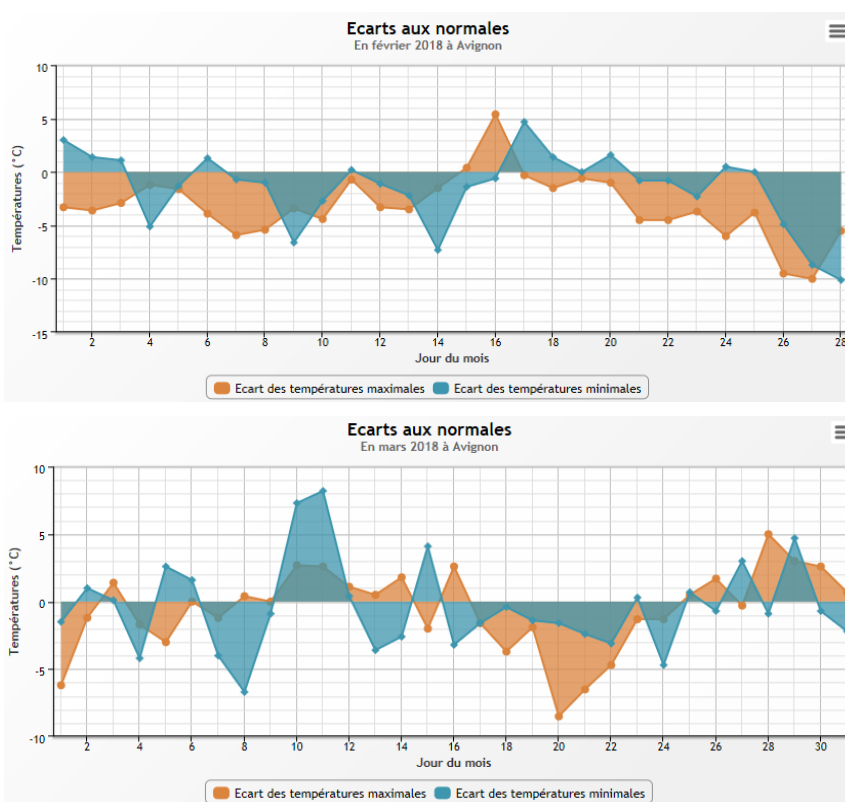 Ecarts aux normales
En février 2018 à Avignon
Températures (°C)
10
5
0
-5
-10
-15
2 4 6 8 10 12 14 16 18 20 22 24 26 28
Jour du mois
Ecart des températures maximales Ecart des températures minimales
Ecarts aux normales
En mars 2018 à Avignon
Températures (°C)
10
5
0
-5
-10
2 4 6 8 10 12 14 16 18 20 22 24 26 28 30
Jour du mois
Ecart des températures maximales Ecart des températures minimales